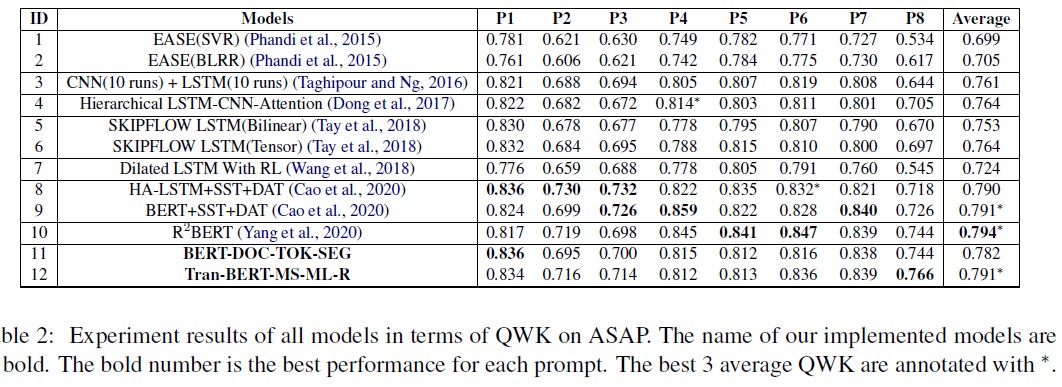 ID Models P1 P2 P3 P4 P5 P6 P7 P8 Average
1 EASE(SVR) (Phandi et al., 2015) 0.781 0.621 0.630 0.749 0.782 0.771 0.727 0.534 0.699
2 EASE(BLRR) (Phandi et al., 2015) 0.761 0.606 0.621 0.742 0.784 0.775 0.730 0.617 0.705
3 CNN(10 runs) + LSTM(10 runs) (Taghipour and Ng, 2016) 0.821 0.688 0.694 0.805 0.807 0.819 0.808 0.644 0.761
4 Hierarchical LSTM-CNN-Attention (Dong et al., 2017) 0.822 0.682 0.672 0.814* 0.803 0.811 0.801 0.705 0.764
5 SKIPFLOW LSTM(Bilinear) (Tay et al., 2018) 0.830 0.678 0.677 0.778 0.795 0.807 0.790 0.670 0.753
6 SKIPFLOW LSTM(Tensor) (Tay et al., 2018) 0.832 0.684 0.695 0.788 0.815 0.810 0.800 0.697 0.764
7 Dilated LSTM With RL (Wang et al., 2018) 0.776 0.659 0.688 0.778 0.805 0.791 0.760 0.545 0.724
8 HA-LSTM+SST+DAT (Cao et al., 2020) 0.836 0.730 0.732 0.822 0.835 0.832* 0.821 0.718 0.790
9 BERT+SST+DAT (Cao et al., 2020) 0.824 0.699 0.726 0.859 0.822 0.828 0.840 0.726 0.791*
10 R²BERT (Yang et al., 2020) 0.817 0.719 0.698 0.845 0.841 0.847 0.839 0.744 0.794*
11 BERT-DOC-TOK-SEG 0.836 0.695 0.700 0.815 0.812 0.816 0.838 0.744 0.782
12 Tran-BERT-MS-ML-R 0.834 0.716 0.714 0.812 0.813 0.836 0.839 0.766 0.791*
ble 2: Experiment results of all models in terms of QWK on ASAP. The name of our implemented models are
bold. The bold number is the best performance for each prompt. The best 3 average QWK are annotated with *.